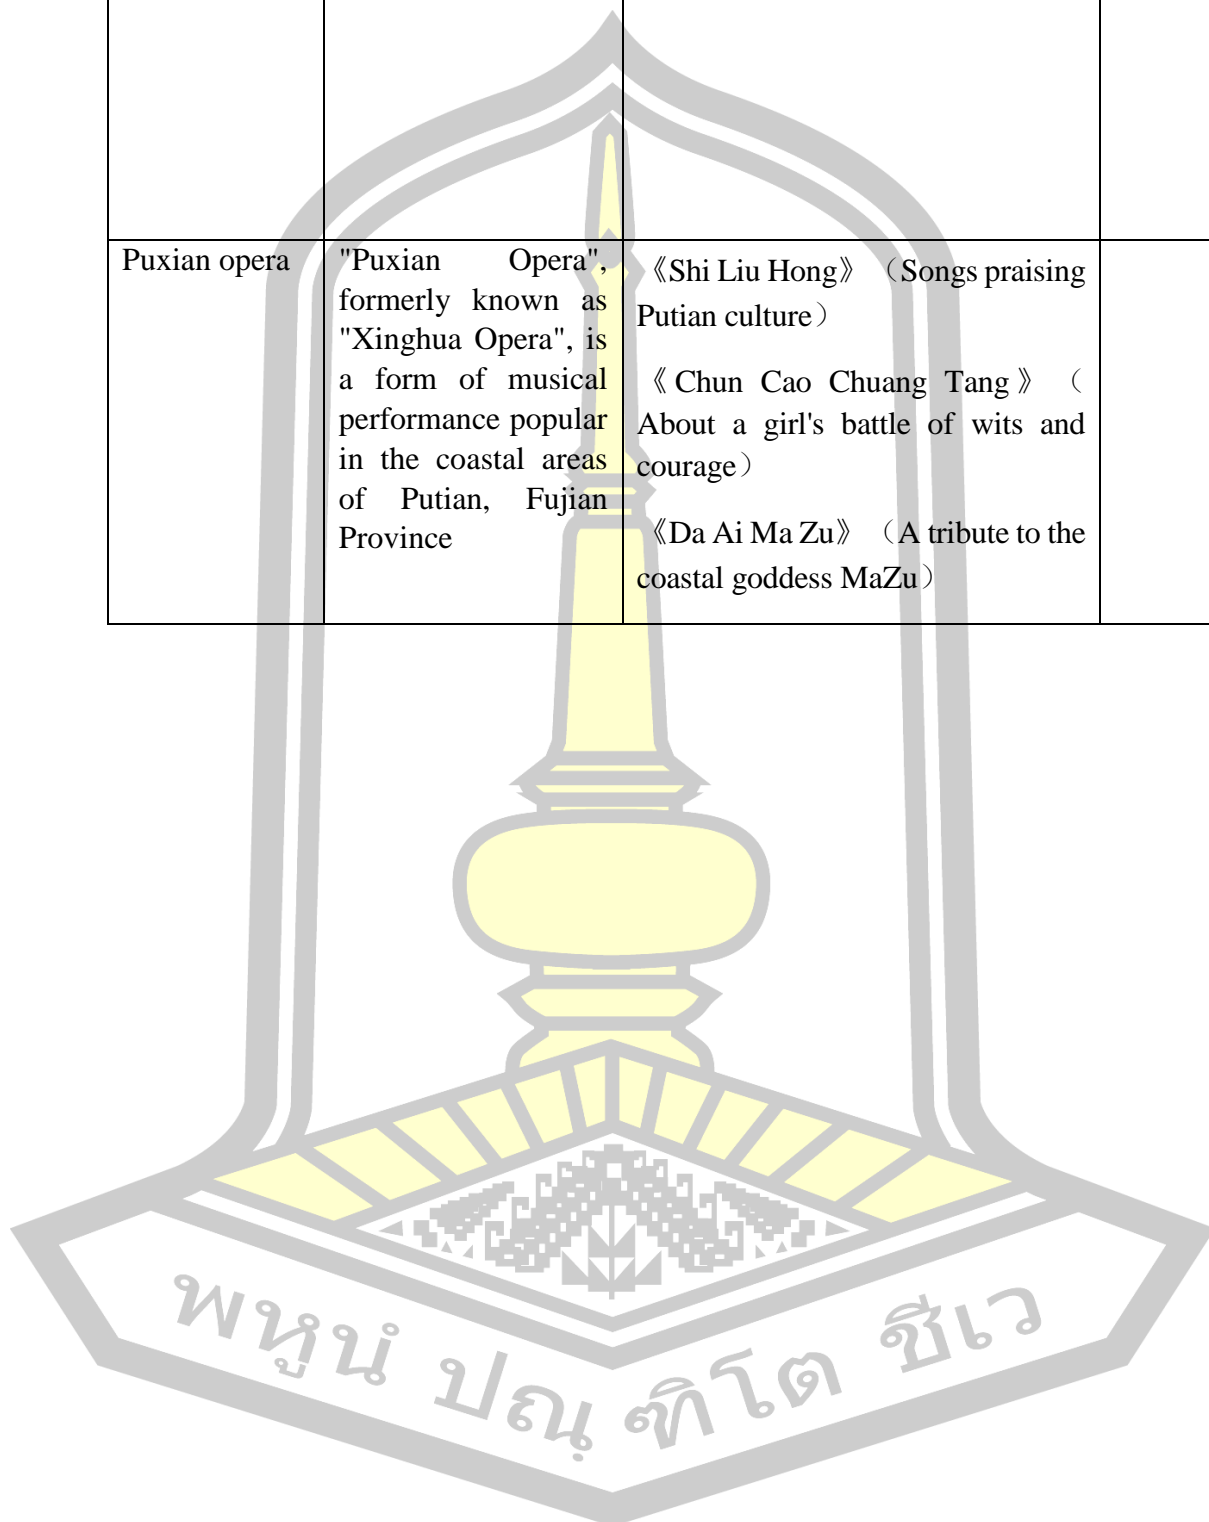 Puxian opera
"Puxian Opera",
formerly known as
"Xinghua Opera", is
a form of musical
performance popular
in the coastal areas
of Putian, Fujian
Province
《Shi Liu Hong》 （Songs praising
Putian culture）
《 Chun Cao Chuang Tang 》 （
About a girl's battle of wits and
courage）
《Da Ai Ma Zu》 （A tribute to the
coastal goddess MaZu）
พหูนํ ปณฺฑิโต ชีเว